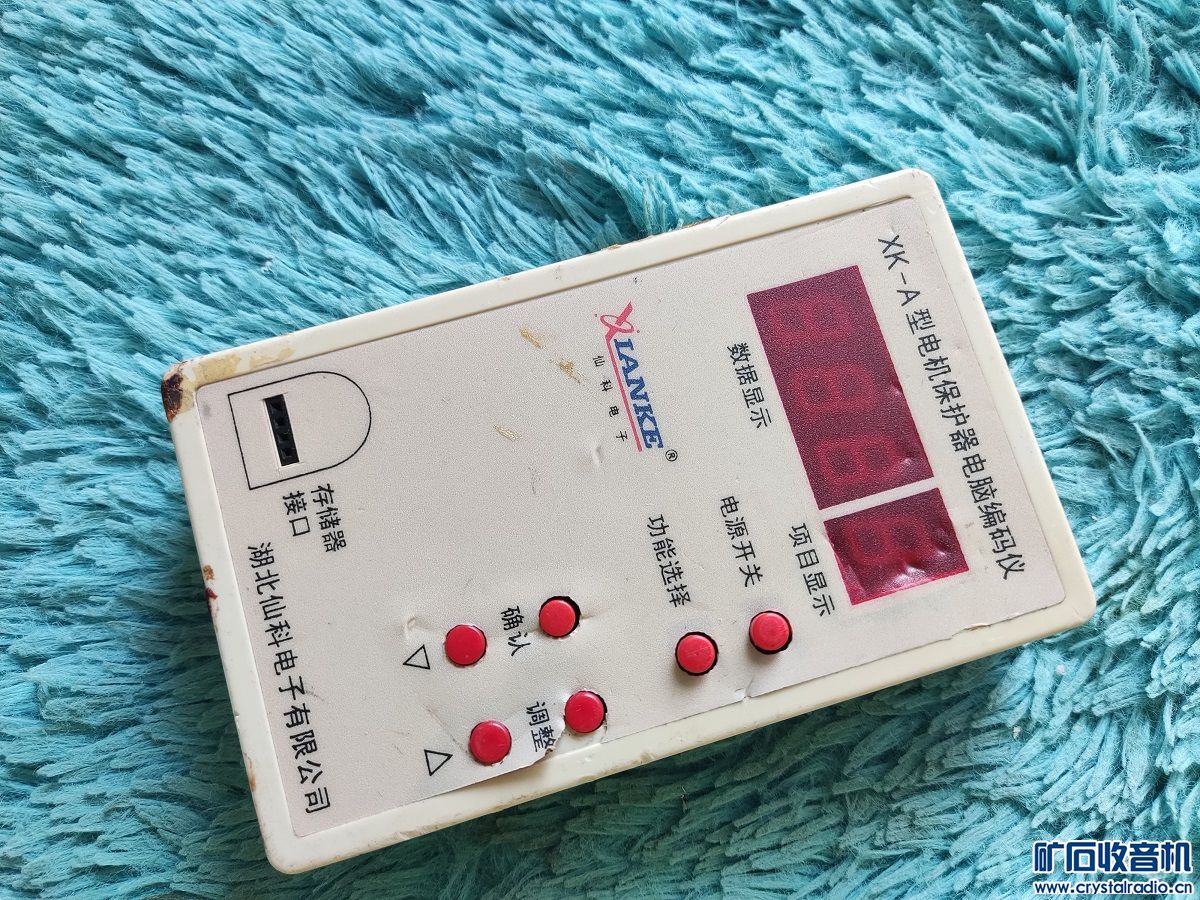 XK-A型电机保护器电脑编码仪
数据显示
项目显示
XIANKE®
仙科电子
电源开关
功能选择
确认
调整
▽
△
存储器
接口
湖北仙科电子有限公司
矿石收音机
www.crystalradio.cn